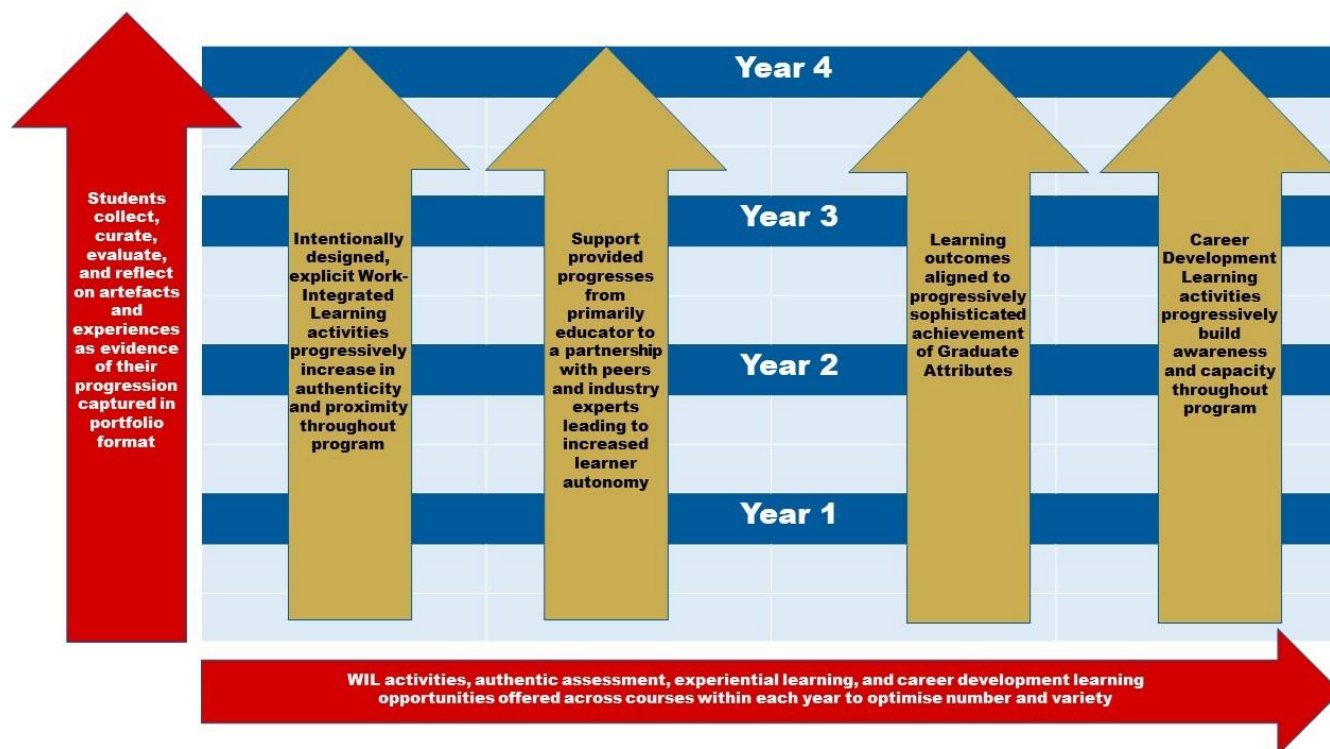 Year 4
Year 3
Year 2
Year 1
Students
collect,
curate,
evaluate,
and reflect
on artefacts
and
experiences
as evidence
of their
progression
captured in
portfolio
format
Intentionally
designed,
explicit Work-
Integrated
Learning
activities
progressively
increase in
authenticity
and proximity
throughout
program
Support
provided
progresses
from
primarily
educator to
a partnership
with peers
and industry
experts
leading to
increased
learner
autonomy
Learning
outcomes
aligned to
progressively
sophisticated
achievement
of Graduate
Attributes
Career
Development
Learning
activities
progressively
build
awareness
and capacity
throughout
program
WIL activities, authentic assessment, experiential learning, and career development learning
opportunities offered across courses within each year to optimise number and variety